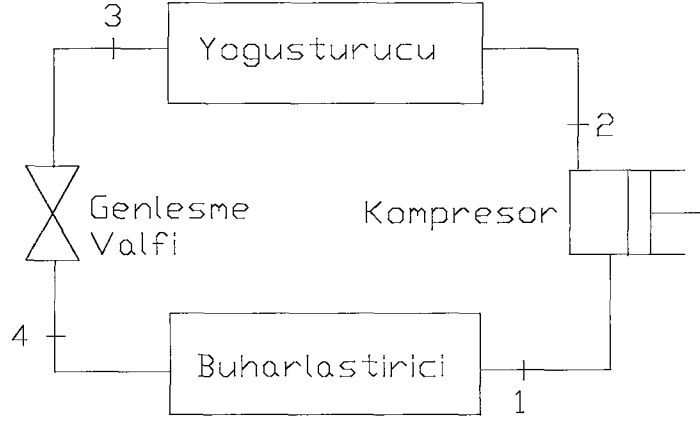 3
Yogusturucu
2
Genlesme
Valfi
Kompresor
4
Buharlastirici
1